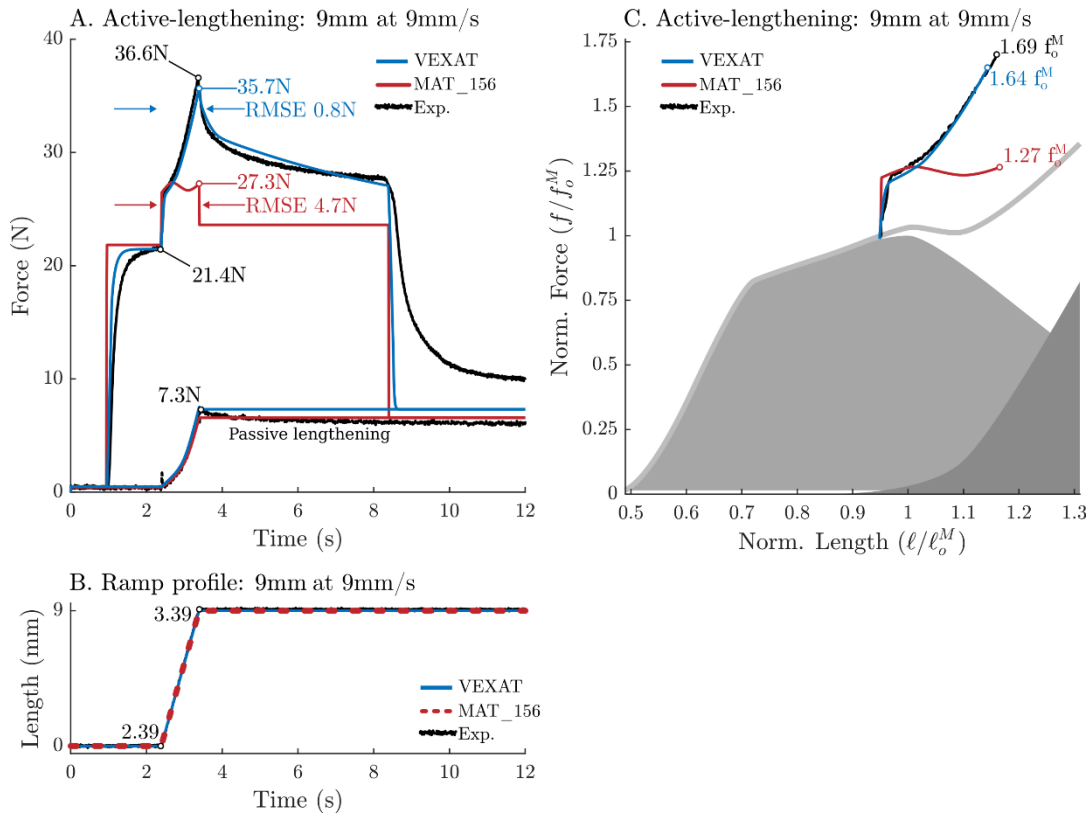 A. Active-lengthening: 9mm at 9mm/s
40
36.6N
VEXAT
MAT_156
Exp.
35.7N
RMSE 0.8N
30
27.3N
RMSE 4.7N
Force (N)
20
21.4N
10
7.3N
Passive lengthening
0
0 2 4 6 8 10 12
Time (s)
B. Ramp profile: 9mm at 9mm/s
9
3.39
Length (mm)
VEXAT
MAT_156
Exp.
2.39
0
0 2 4 6 8 10 12
Time (s)
C. Active-lengthening: 9mm at 9mm/s
1.75
1.69 f_o^M
VEXAT
MAT_156
Exp.
1.64 f_o^M
1.5
1.27 f_o^M
1.25
Norm. Force (f/f_o^M)
1
0.75
0.5
0.25
0
0.5 0.6 0.7 0.8 0.9 1 1.1 1.2 1.3
Norm. Length (ℓ/ℓ_o^M)